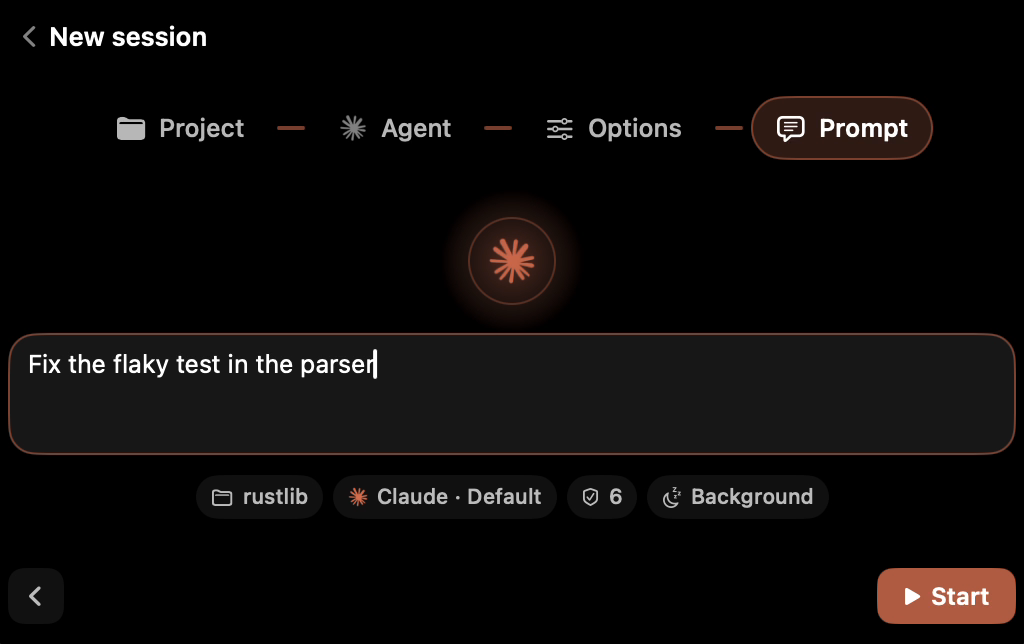 New session
Project
Agent
Options
Prompt
Fix the flaky test in the parser
rustlib
Claude · Default
6
Background
Start